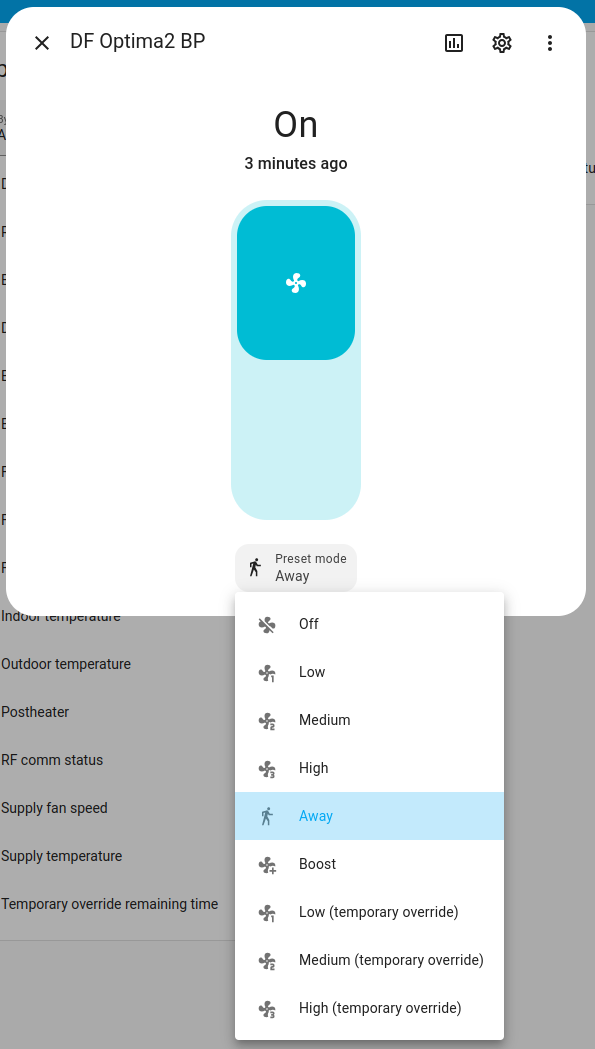 DF Optima2 BP
On
3 minutes ago
Preset mode
Away
Off
Low
Medium
High
Away
Boost
Low (temporary override)
Medium (temporary override)
High (temporary override)
Indoor temperature
Outdoor temperature
Postheater
RF comm status
Supply fan speed
Supply temperature
Temporary override remaining time